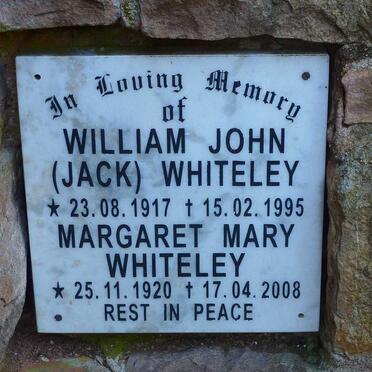 In Loving Memory
of
WILLIAM JOHN
(JACK) WHITELEY
★ 23.08.1917 † 15.02.1995
MARGARET MARY
WHITELEY
★ 25.11.1920 † 17.04.2008
REST IN PEACE